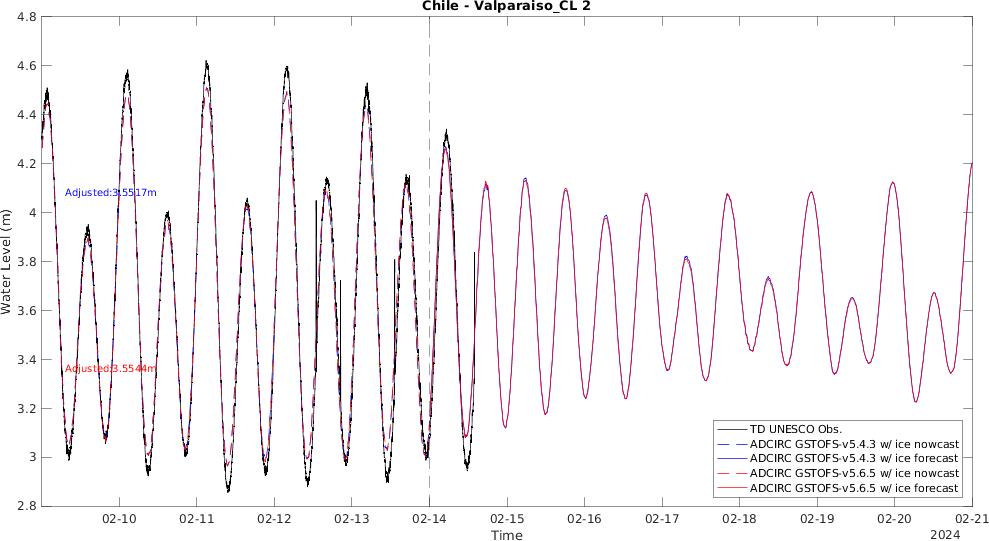 Chile - Valparaiso_CL 2
4.8
4.6
4.4
4.2
4
3.8
3.6
3.4
3.2
3
2.8
Water Level (m)
Adjusted:3.5517m
Adjusted:3.5544m
TD UNESCO Obs.
ADCIRC GSTOFS-v5.4.3 w/ ice nowcast
ADCIRC GSTOFS-v5.4.3 w/ ice forecast
ADCIRC GSTOFS-v5.6.5 w/ ice nowcast
ADCIRC GSTOFS-v5.6.5 w/ ice forecast
02-10 02-11 02-12 02-13 02-14 02-15 02-16 02-17 02-18 02-19 02-20 02-21
Time
2024